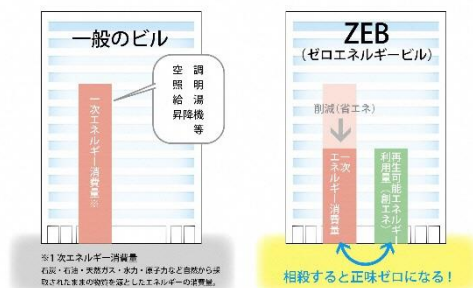 一般のビル
空調
照明
給湯
昇降機
等
一次エネルギー消費量※
※1次エネルギー消費量
石炭・石油・天然ガス・水力・原子力など自然から採
取されたままの物質を源としたエネルギーの消費量。
ZEB
(ゼロエネルギービル)
削減(省エネ)
一次
エネルギー消費量
再生可能エネルギー
利用量(創エネ)
相殺すると正味ゼロになる!